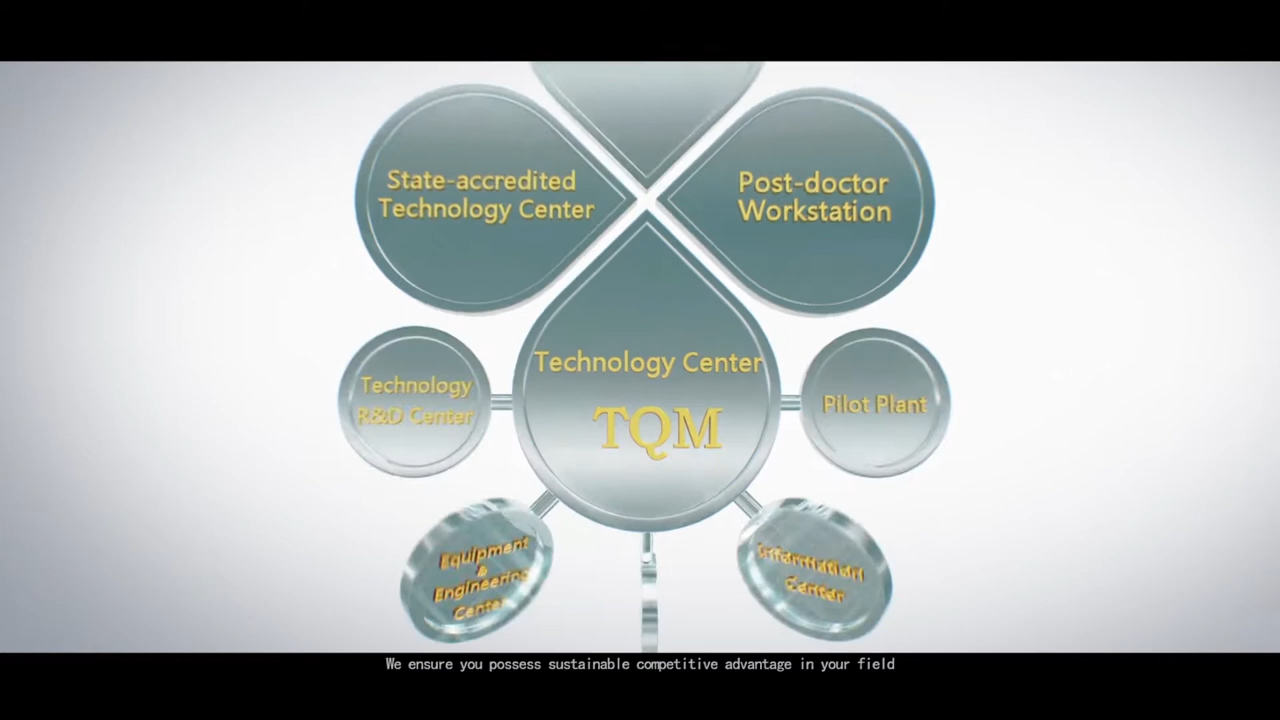 State-accredited
Technology Center
Post-doctor
Workstation
Technology Center
TQM
Technology
R&D Center
Pilot Plant
Equipment
&
Engineering
Center
Information
Center
We ensure you possess sustainable competitive advantage in your field